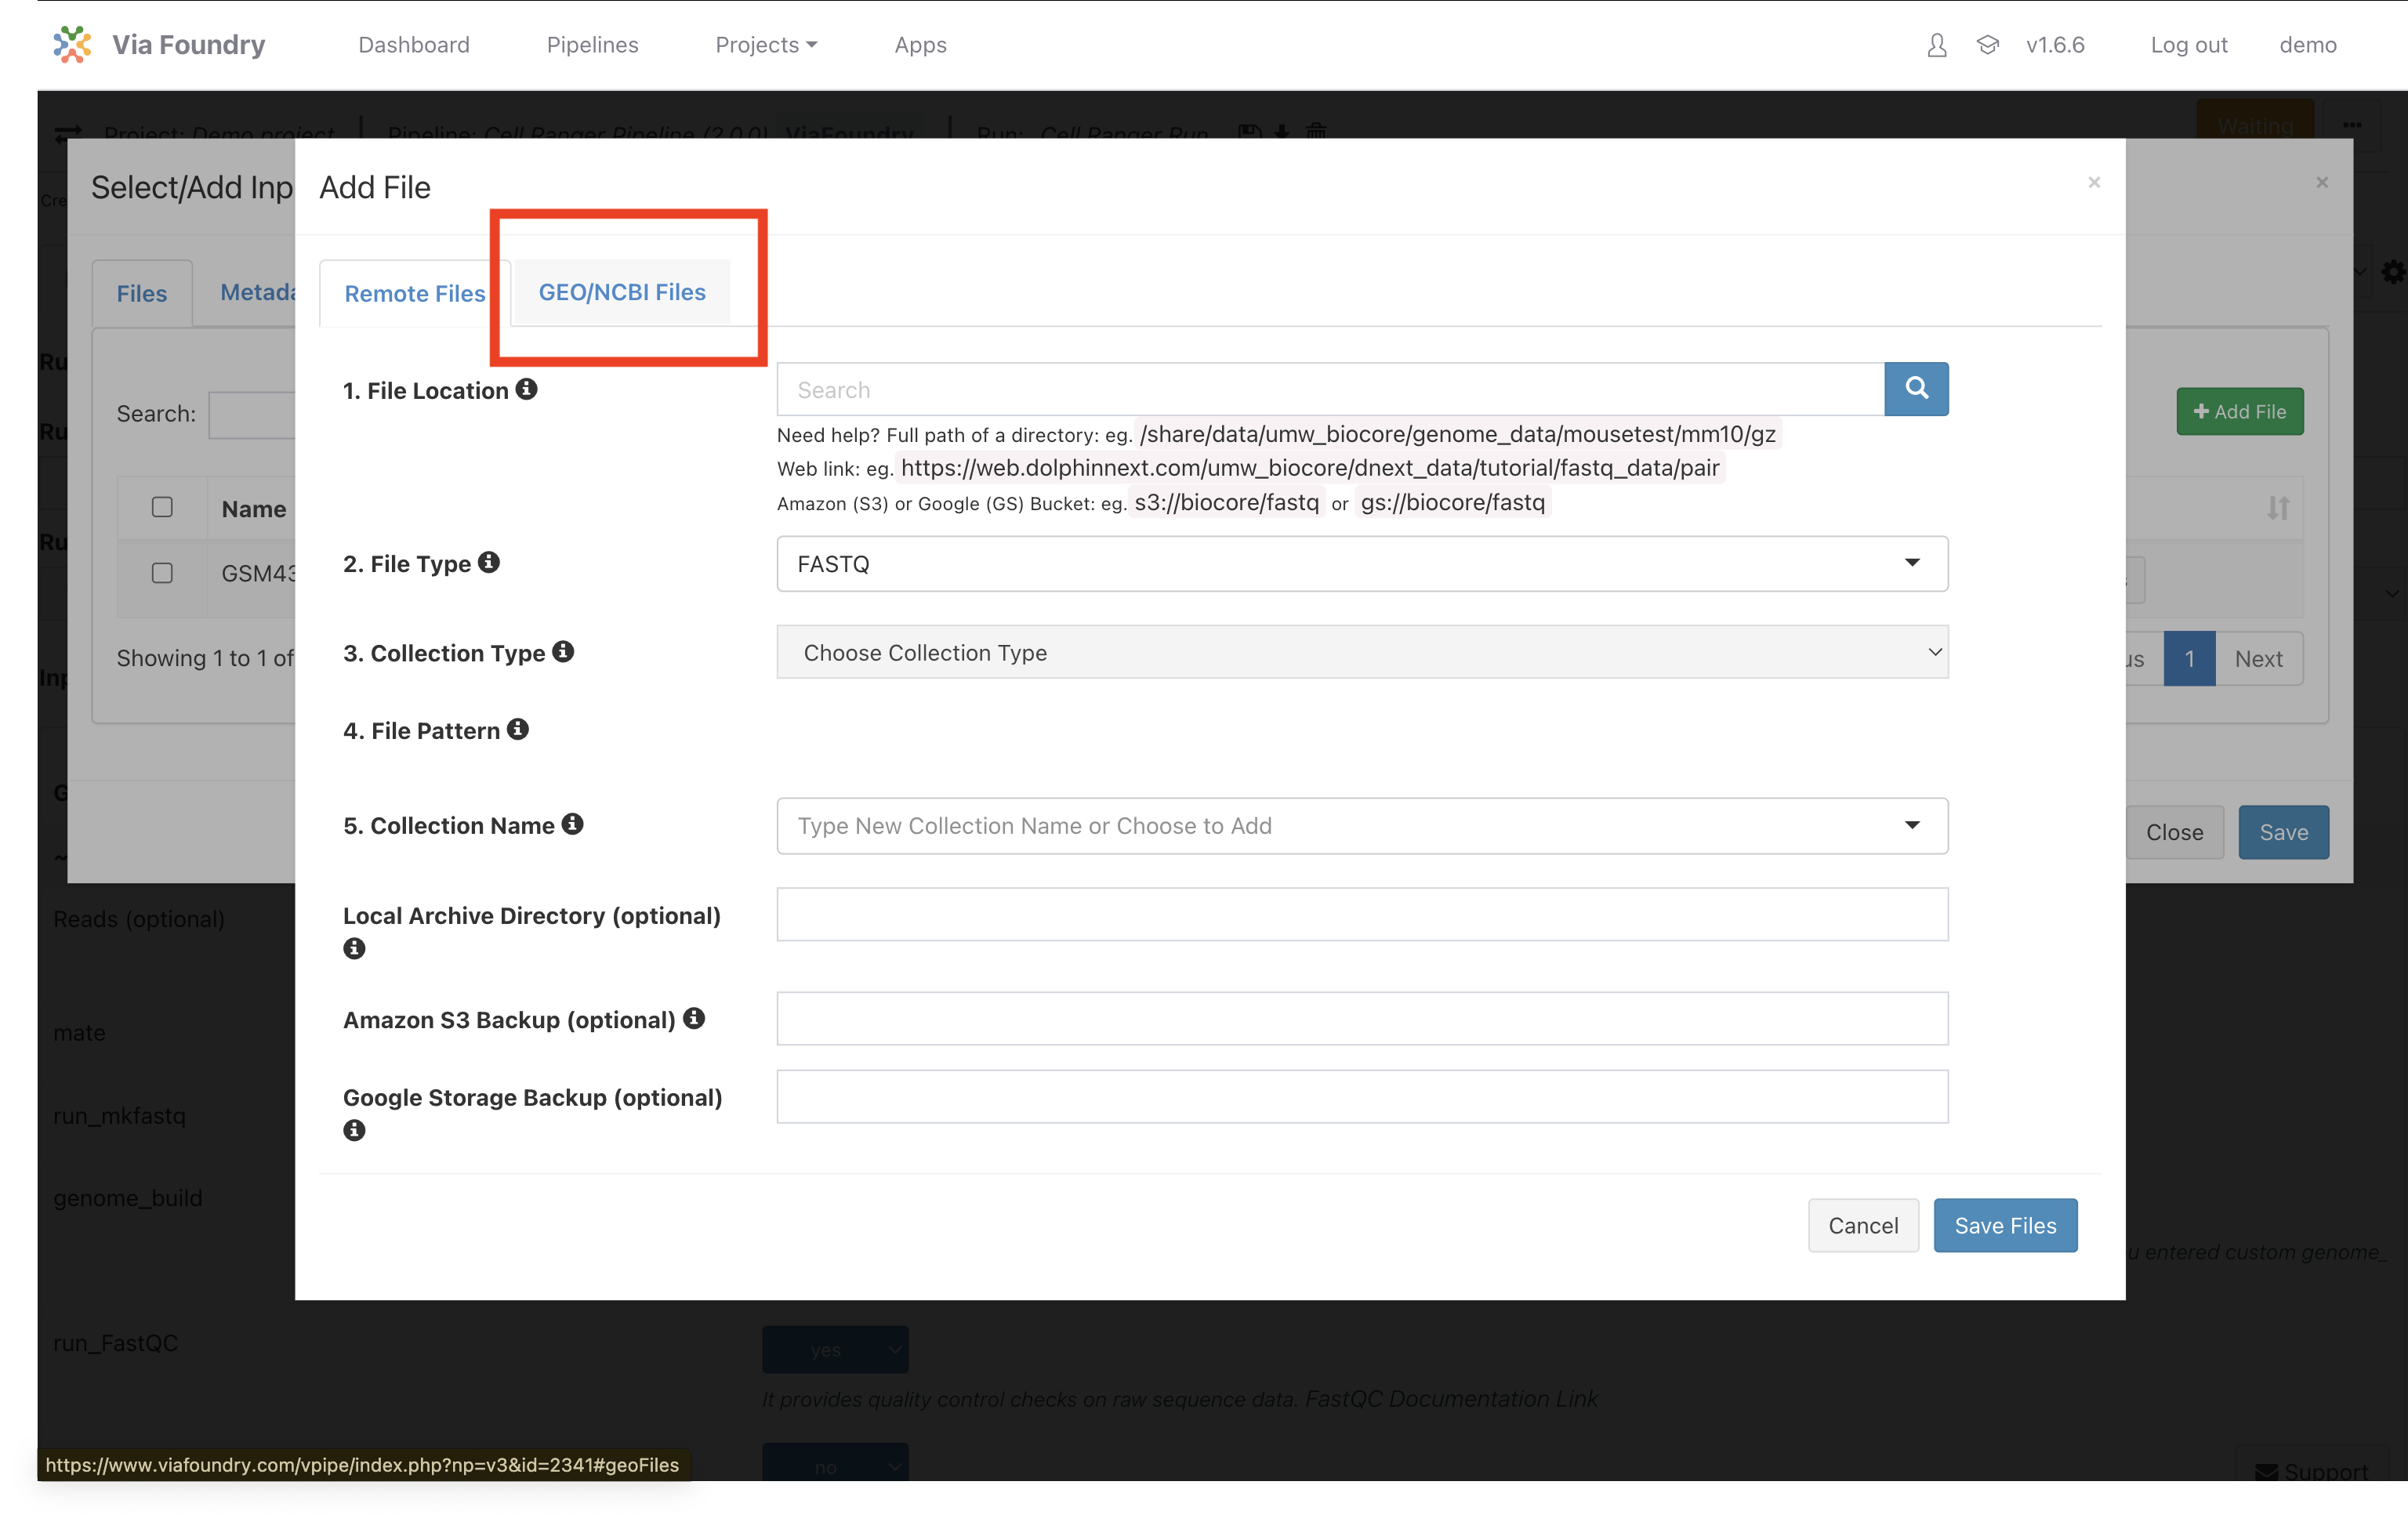 Via Foundry Dashboard Pipelines Projects Apps v1.6.6 Log out demo
Project: Demo project | Pipeline: Cell Ranger Pipeline (2.0.0) ViaFoundry | Run: Cell Ranger Run
Waiting
Select/Add Inp
Add File
×
×
Cre
Files
Metada
Remote Files
GEO/NCBI Files
Ru
1. File Location
Search
Search:
+ Add File
Ru
Need help? Full path of a directory: eg. /share/data/umw_biocore/genome_data/mousetest/mm10/gz
Web link: eg. https://web.dolphinnext.com/umw_biocore/dnext_data/tutorial/fastq_data/pair
Amazon (S3) or Google (GS) Bucket: eg. s3://biocore/fastq or gs://biocore/fastq
Name
Ru
2. File Type
FASTQ
GSM43
3. Collection Type
Choose Collection Type
Showing 1 to 1 of
us 1 Next
Inp
4. File Pattern
G
5. Collection Name
Type New Collection Name or Choose to Add
Close
Save
~
Reads (optional)
Local Archive Directory (optional)
mate
Amazon S3 Backup (optional)
run_mkfastq
Google Storage Backup (optional)
genome_build
Cancel
Save Files
u entered custom genome_
run_FastQC
yes
It provides quality control checks on raw sequence data. FastQC Documentation Link
https://www.viafoundry.com/vpipe/index.php?np=v3&id=2341#geoFiles
no
Support